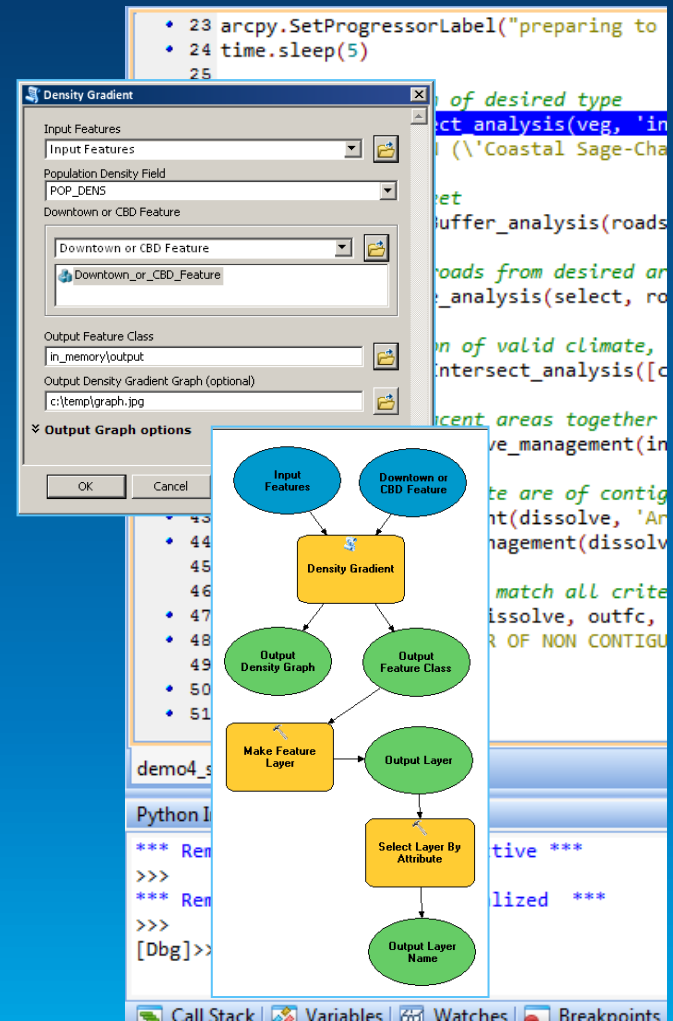 23 arcpy.SetProgressorLabel("preparing to
24 time.sleep(5)
25
of desired type
ect_analysis(veg, 'in
(\'Coastal Sage-Cha
eet
Buffer_analysis(roads
roads from desired ar
e_analysis(select, ro
on of valid climate,
Intersect_analysis([c
acent areas together
ve_management(in
te are of contig
43 nt(dissolve, 'Ar
44 nagement(dissolv
45
46 match all crite
47 issolve, outfc,
48 R OF NON CONTIGU
49
50
51
demo4_s
Python I
*** Rem tive ***
>>>
*** Rem alized ***
>>>
[Dbg]>>
Call Stack Variables Watches Breakpoints
Density Gradient
Input Features
Input Features
Population Density Field
POP_DENS
Downtown or CBD Feature
Downtown or CBD Feature
Downtown_or_CBD_Feature
Output Feature Class
in_memory\output
Output Density Gradient Graph (optional)
c:\temp\graph.jpg
Output Graph options
OK Cancel
Input
Features
Downtown or
CBD Feature
Density Gradient
Output
Density Graph
Output
Feature Class
Make Feature
Layer
Output Layer
Select Layer By
Attribute
Output Layer
Name